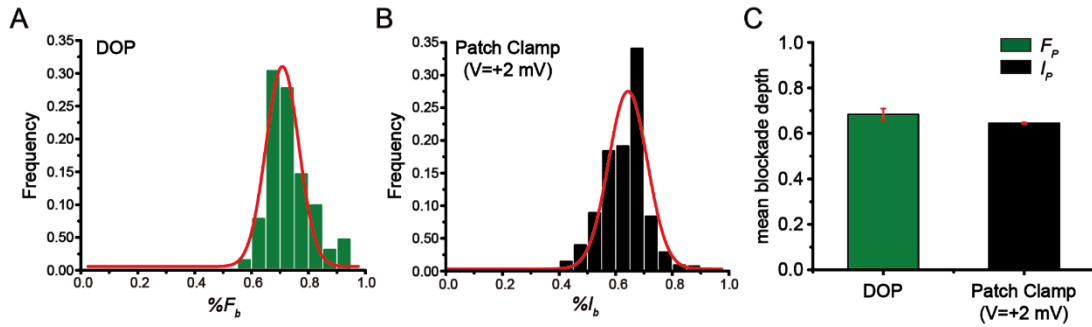 A
DOP
Frequency
0.35
0.30
0.25
0.20
0.15
0.10
0.50
0.00
0.0 0.2 0.4 0.6 0.8 1.0
%F_b
B
Patch Clamp
(V=+2 mV)
Frequency
0.35
0.30
0.25
0.20
0.15
0.10
0.50
0.00
0.0 0.2 0.4 0.6 0.8 1.0
%I_b
C
F_P
I_P
mean blockade depth
1.0
0.8
0.6
0.4
0.2
0.0
DOP
Patch Clamp
(V=+2 mV)